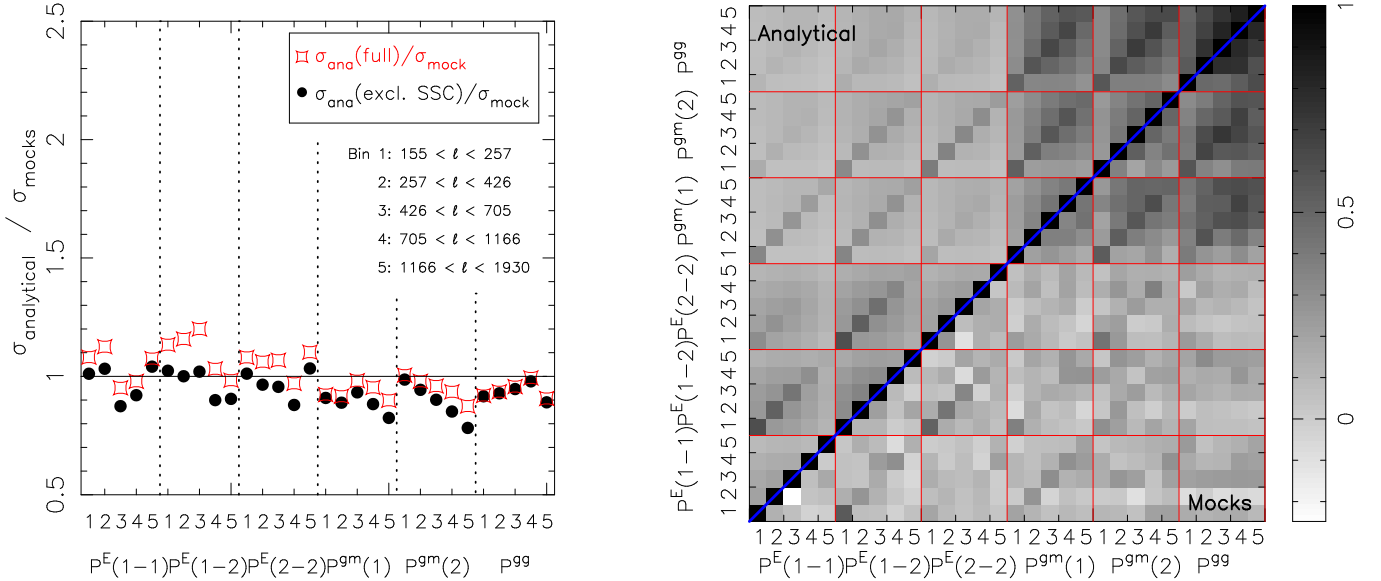 2.5
2
1.5
1
0.5
σanalytical / σmocks
σana(full)/σmock
σana(excl. SSC)/σmock
Bin 1: 155 < ℓ < 257
2: 257 < ℓ < 426
3: 426 < ℓ < 705
4: 705 < ℓ < 1166
5: 1166 < ℓ < 1930
1 2 3 4 5 1 2 3 4 5 1 2 3 4 5 1 2 3 4 5 1 2 3 4 5 1 2 3 4 5
P^E(1−1) P^E(1−2) P^E(2−2) P^gm(1) P^gm(2) P^gg
P^E(1−1) P^E(1−2) P^E(2−2) P^gm(1) P^gm(2) P^gg
1 2 3 4 5 1 2 3 4 5 1 2 3 4 5 1 2 3 4 5 1 2 3 4 5 1 2 3 4 5
Analytical
Mocks
1 2 3 4 5 1 2 3 4 5 1 2 3 4 5 1 2 3 4 5 1 2 3 4 5 1 2 3 4 5
P^E(1−1) P^E(1−2) P^E(2−2) P^gm(1) P^gm(2) P^gg
1
0.5
0